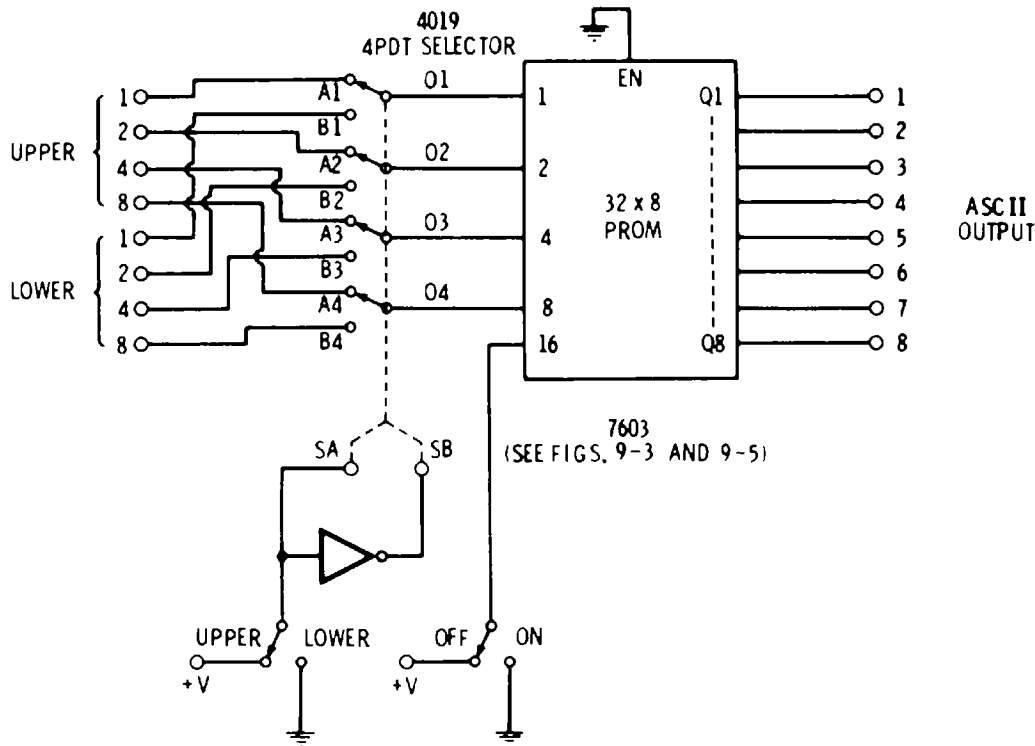 4019
4PDT SELECTOR
UPPER
1
2
4
8
LOWER
1
2
4
8
A1
B1
A2
B2
A3
B3
A4
B4
O1
O2
O3
O4
EN
1
2
4
8
16
32 x 8
PROM
Q1
Q8
1
2
3
4
5
6
7
8
ASCII
OUTPUT
7603
(SEE FIGS. 9-3 AND 9-5)
SA
SB
UPPER
LOWER
+V
OFF
ON
+V